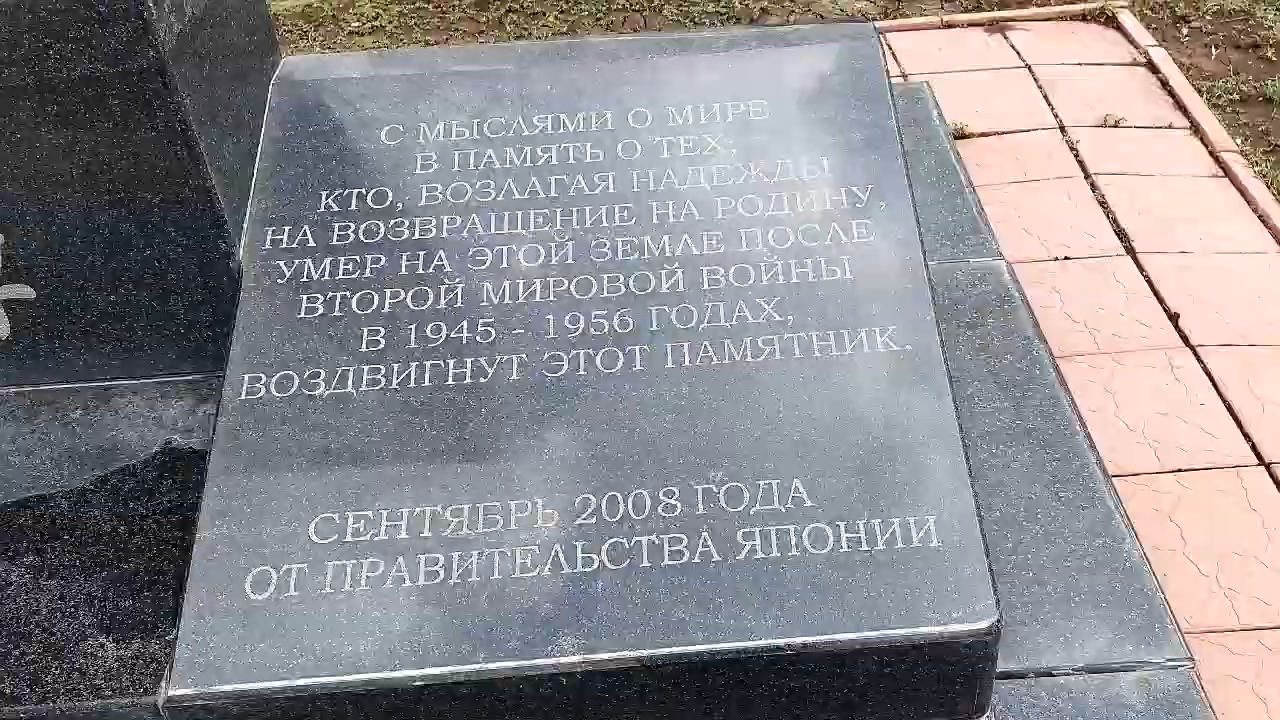 С МЫСЛЯМИ О МИРЕ
В ПАМЯТЬ О ТЕХ,
КТО, ВОЗЛАГАЯ НАДЕЖДЫ
НА ВОЗВРАЩЕНИЕ НА РОДИНУ,
УМЕР НА ЭТОЙ ЗЕМЛЕ ПОСЛЕ
ВТОРОЙ МИРОВОЙ ВОЙНЫ
В 1945 - 1956 ГОДАХ,
ВОЗДВИГНУТ ЭТОТ ПАМЯТНИК.
СЕНТЯБРЬ 2008 ГОДА
ОТ ПРАВИТЕЛЬСТВА ЯПОНИИ